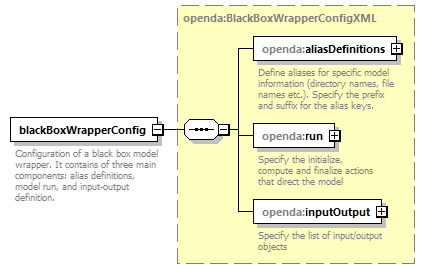 openda:BlackBoxWrapperConfigXML
openda:aliasDefinitions
Define aliases for specific model
information (directory names, file
names etc.). Specify the prefix
and suffix for the alias keys.
blackBoxWrapperConfig
Configuration of a black box model
wrapper. It contains of three main
components: alias definitions,
model run, and input-output
definition.
openda:run
Specify the initialize,
compute and finalize actions
that direct the model
openda:inputOutput
Specify the list of input/output
objects